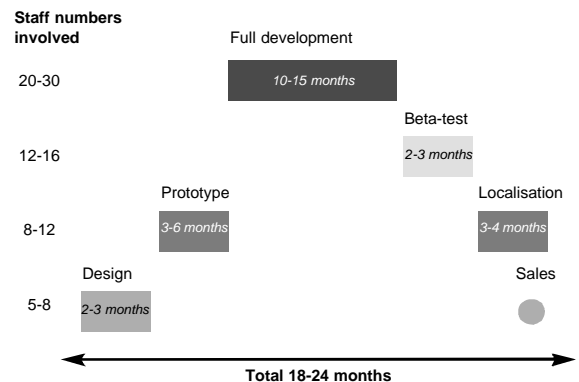 Staff numbers
involved
Full development
20-30
10-15 months
Beta-test
12-16
2-3 months
Prototype
Localisation
8-12
3-6 months
3-4 months
Design
Sales
5-8
2-3 months
Total 18-24 months